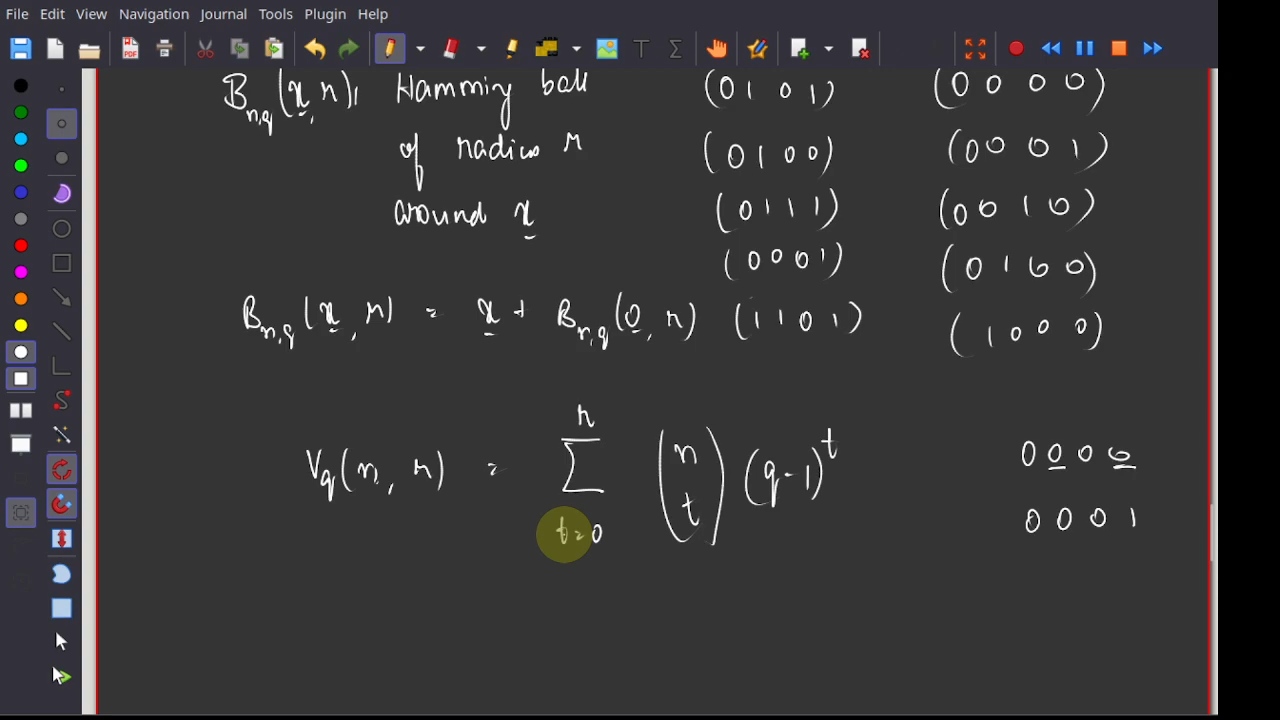 File Edit View Navigation Journal Tools Plugin Help
B_{n,q}(x, r), Hamming ball
of radius r
around x
B_{n,q}(x, r) = x + B_{n,q}(0, r)
(0 1 0 1)
(0 1 0 0)
(0 1 1 1)
(0 0 0 1)
(1 1 0 1)
(0 0 0 0)
(0 0 0 1)
(0 0 1 0)
(0 1 0 0)
(1 0 0 0)
V_q(n, r) = \sum_{t=0}^{r} \binom{n}{t} (q-1)^t
0 0 0 0
0 0 0 1